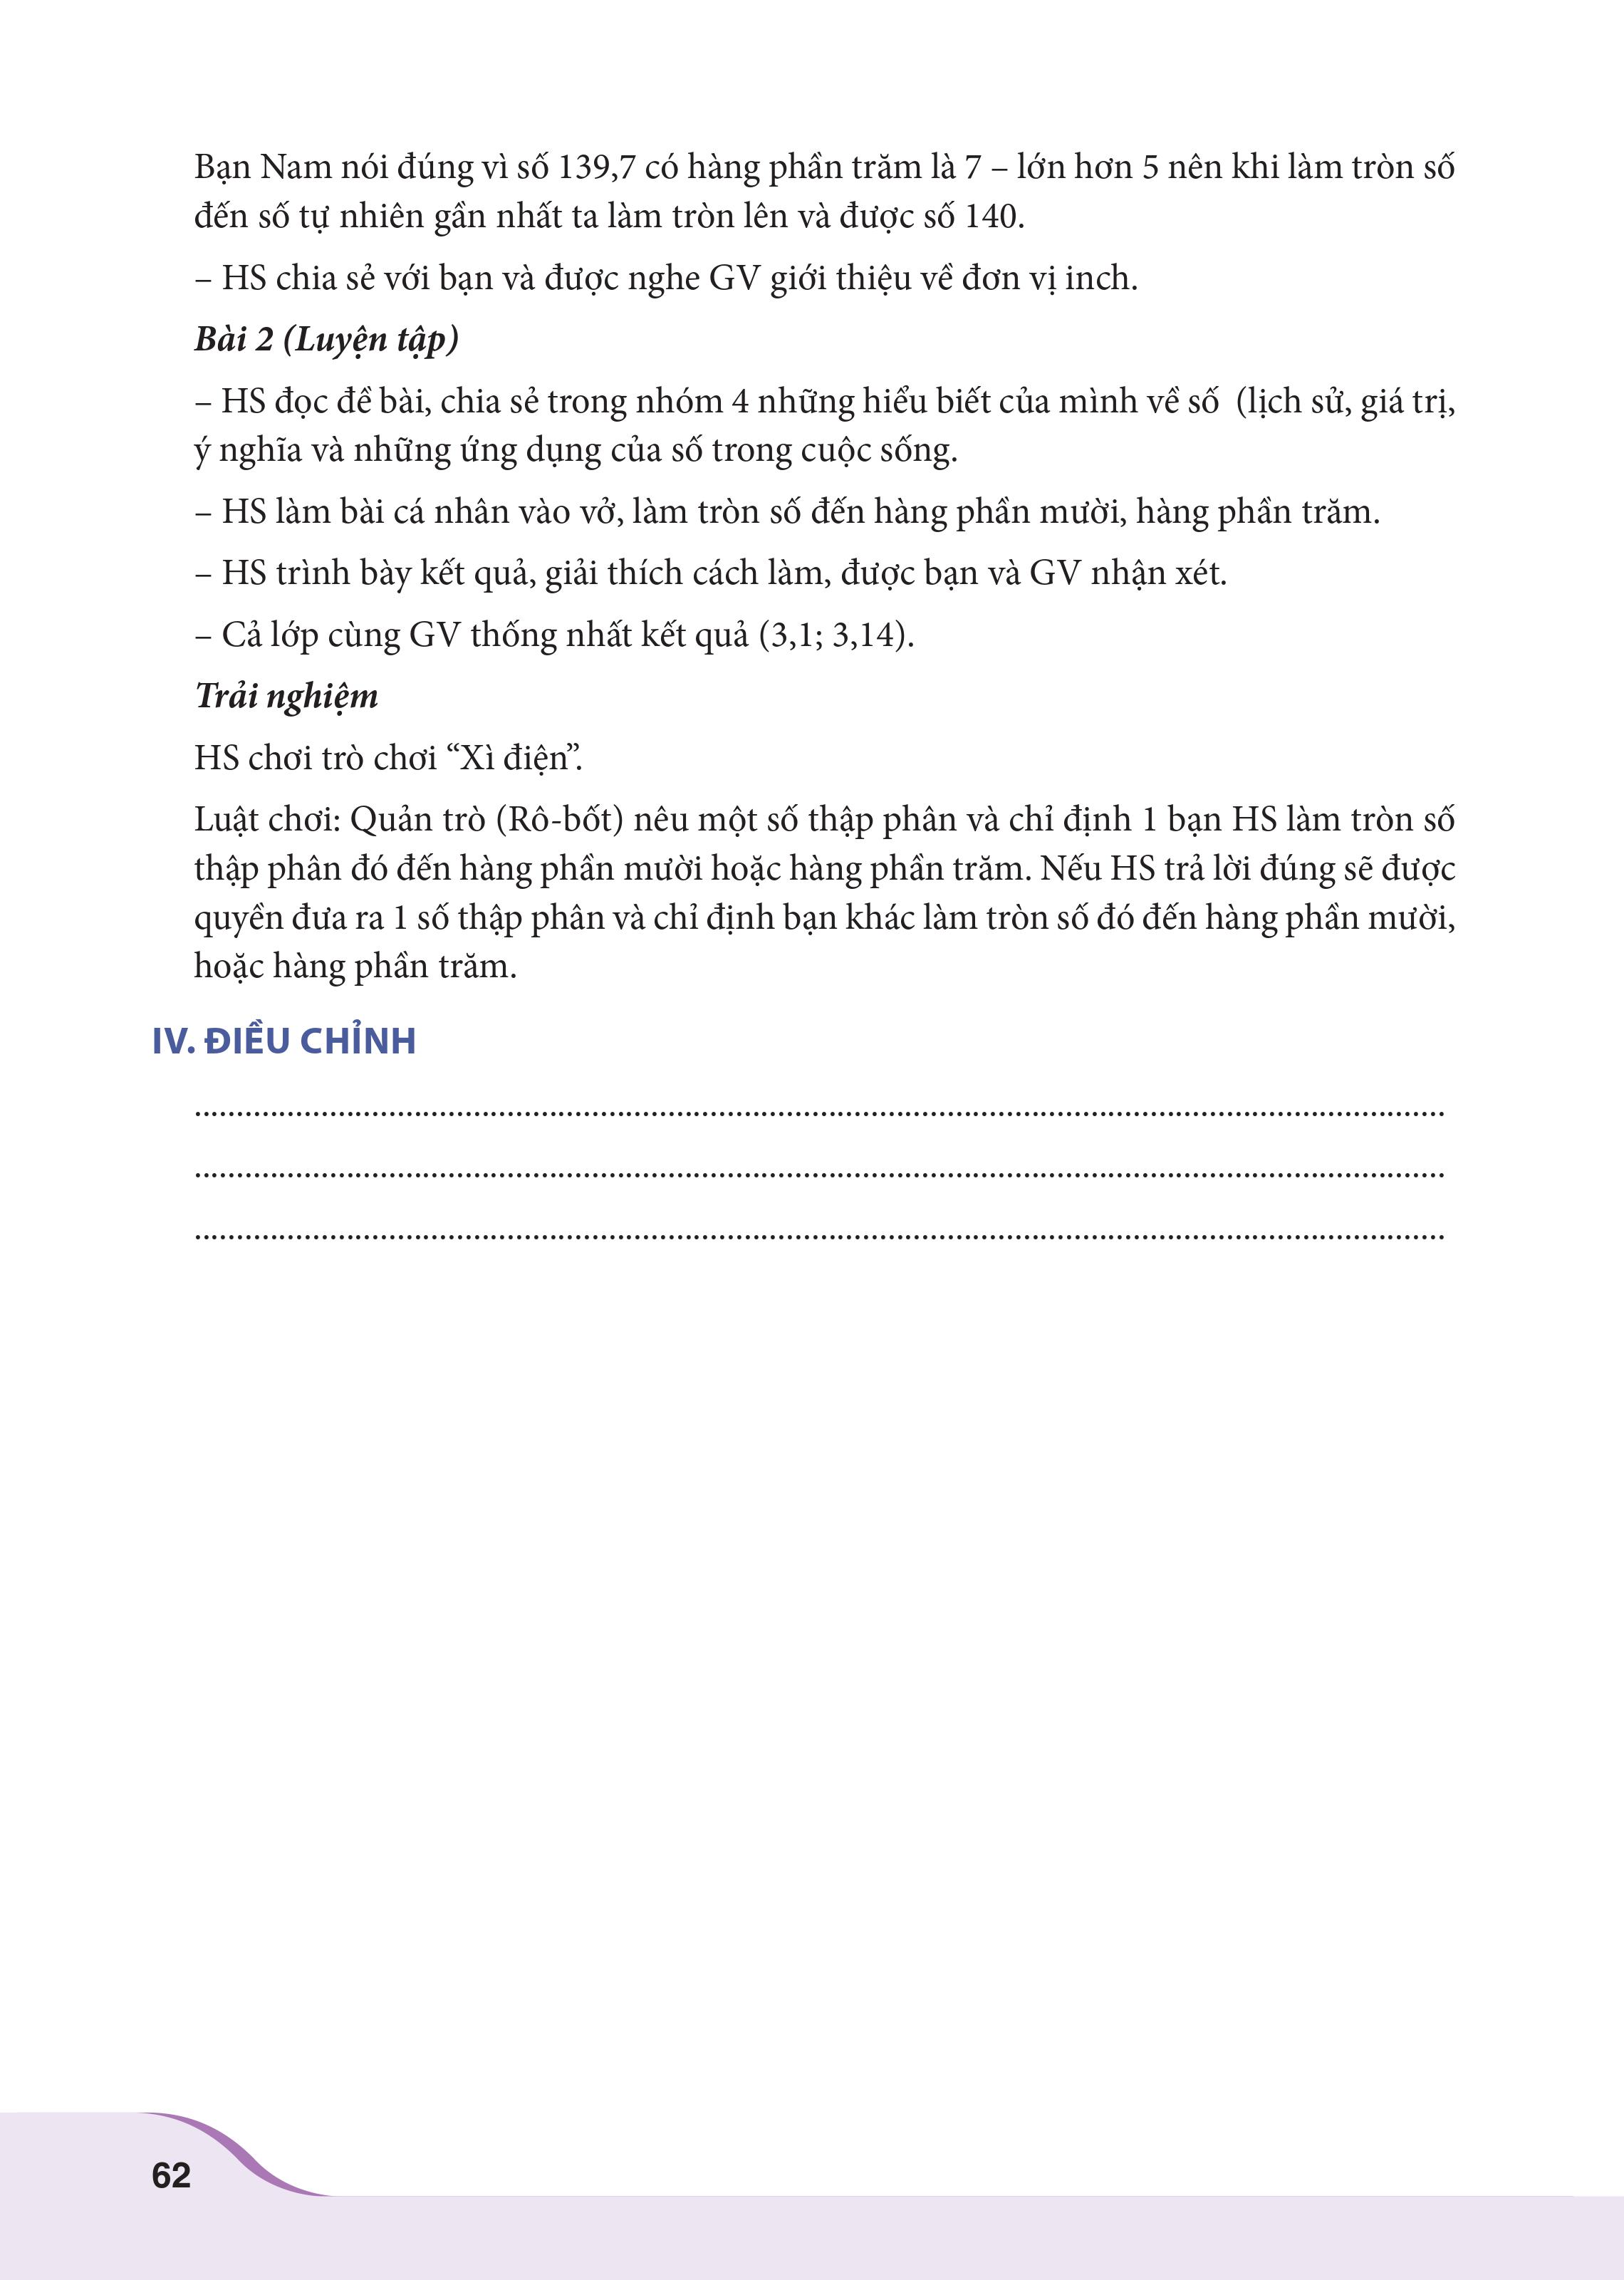 Bạn Nam nói đúng vì số 139,7 có hàng phần trăm là 7 – lớn hơn 5 nên khi làm tròn số
đến số tự nhiên gần nhất ta làm tròn lên và được số 140.
– HS chia sẻ với bạn và được nghe GV giới thiệu về đơn vị inch.
Bài 2 (Luyện tập)
– HS đọc đề bài, chia sẻ trong nhóm 4 những hiểu biết của mình về số (lịch sử, giá trị,
ý nghĩa và những ứng dụng của số trong cuộc sống.
– HS làm bài cá nhân vào vở, làm tròn số đến hàng phần mười, hàng phần trăm.
– HS trình bày kết quả, giải thích cách làm, được bạn và GV nhận xét.
– Cả lớp cùng GV thống nhất kết quả (3,1; 3,14).
Trải nghiệm
HS chơi trò chơi “Xì điện”.
Luật chơi: Quản trò (Rô-bốt) nêu một số thập phân và chỉ định 1 bạn HS làm tròn số
thập phân đó đến hàng phần mười hoặc hàng phần trăm. Nếu HS trả lời đúng sẽ được
quyền đưa ra 1 số thập phân và chỉ định bạn khác làm tròn số đó đến hàng phần mười,
hoặc hàng phần trăm.
IV. ĐIỀU CHỈNH
62